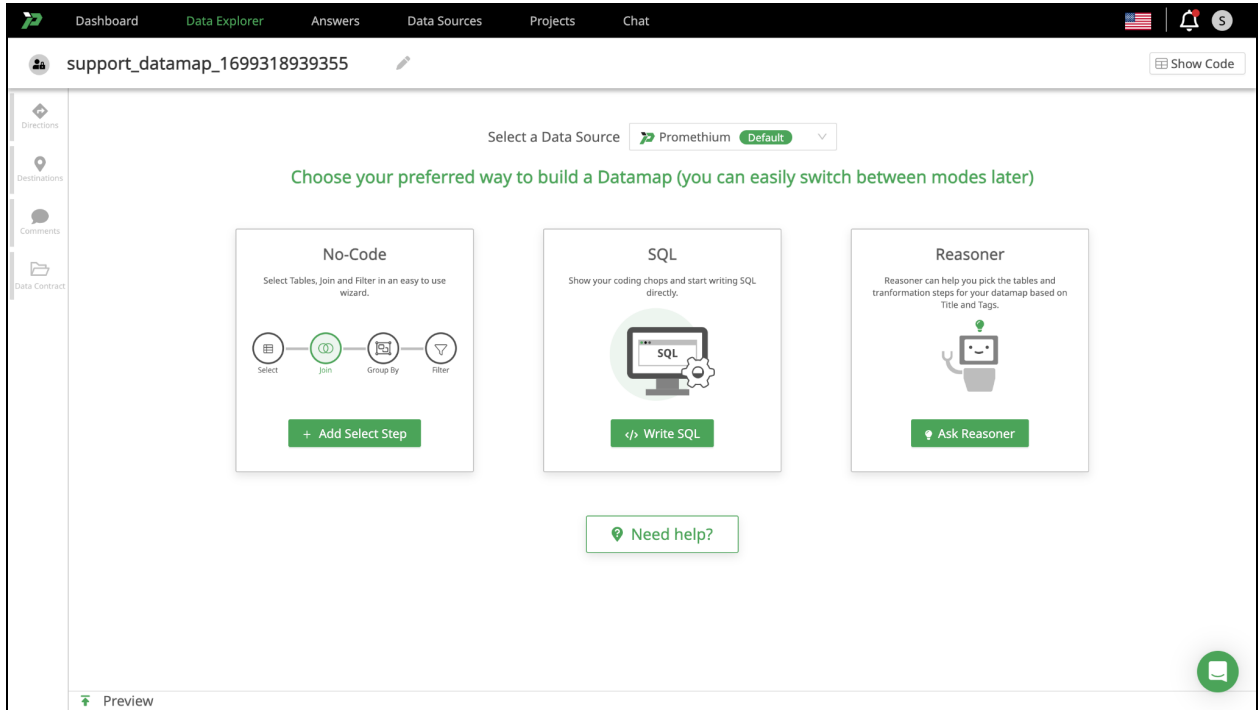 Dashboard Data Explorer Answers Data Sources Projects Chat S
support_datamap_1699318939355 Show Code
Directions
Destinations
Comments
Data Contract
Select a Data Source Promethium Default
Choose your preferred way to build a Datamap (you can easily switch between modes later)
No-Code
Select Tables, Join and Filter in an easy to use
wizard.
Select Join Group By Filter
+ Add Select Step
SQL
Show your coding chops and start writing SQL
directly.
SQL
</> Write SQL
Reasoner
Reasoner can help you pick the tables and
tranformation steps for your datamap based on
Title and Tags.
Ask Reasoner
Need help?
Preview